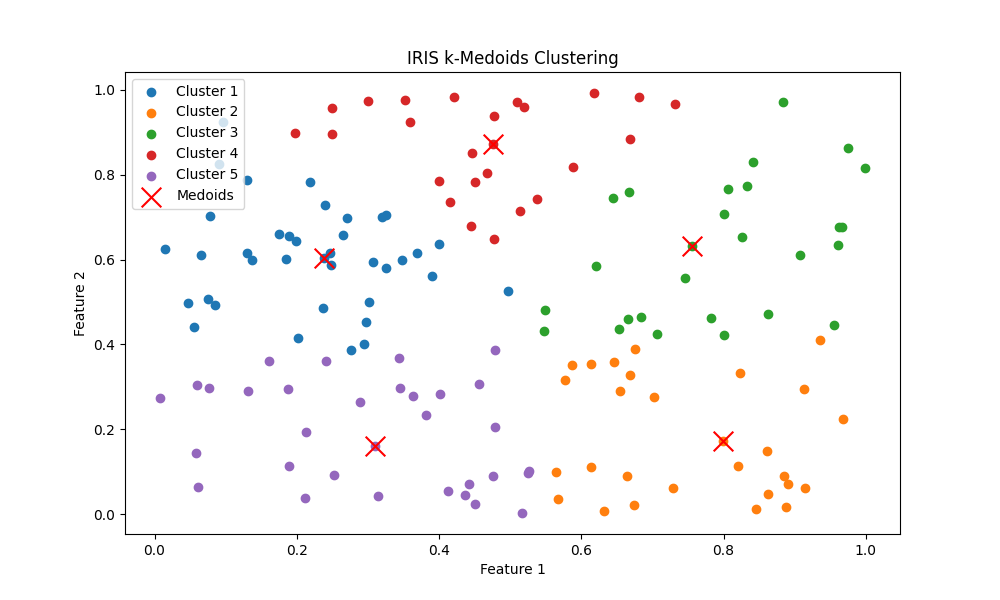 IRIS k-Medoids Clustering
1.0
0.8
0.6
0.4
0.2
0.0
Feature 2
Cluster 1
Cluster 2
Cluster 3
Cluster 4
Cluster 5
Medoids
0.0 0.2 0.4 0.6 0.8 1.0
Feature 1